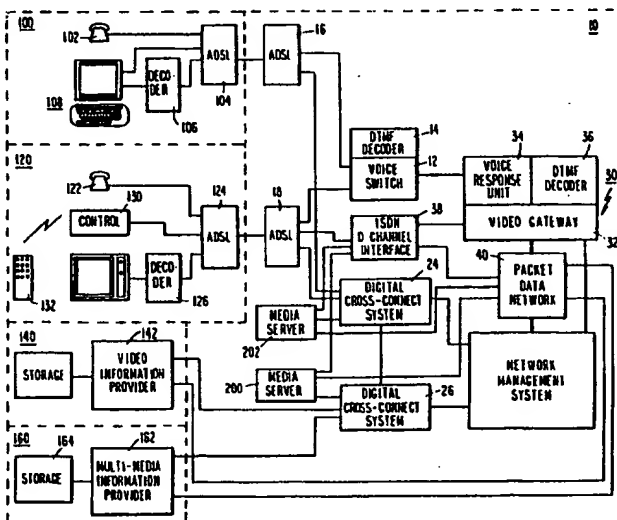 100
102
ADSL
104
DECO-
DER
106
108
16
ADSL
10
14
DTMF
DECODER
12
VOICE
SWITCH
34
36
VOICE
RESPONSE
UNIT
DTMF
DECODER
VIDEO GATEWAY
32
120
122
130
CONTROL
132
124
ADSL
DECO-
DER
126
18
ADSL
38
ISDN
D CHANNEL
INTERFACE
40
PACKET
DATA
NETWORK
24
DIGITAL
CROSS-CONNECT
SYSTEM
MEDIA
SERVER
202
MEDIA
SERVER
200
DIGITAL
CROSS-CONNECT
SYSTEM
26
NETWORK
MANAGEMENT
SYSTEM
140
142
STORAGE
VIDEO
INFORMATION
PROVIDER
160
164
162
STORAGE
MULTI-MEDIA
INFORMATION
PROVIDER